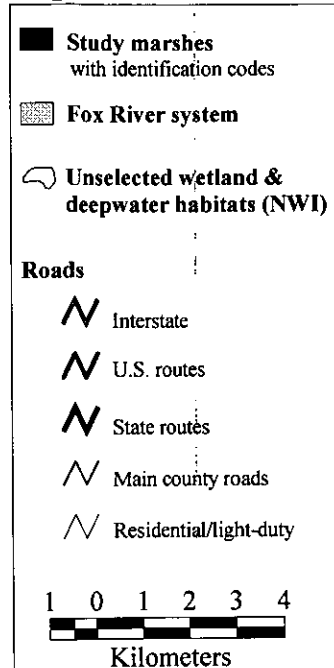 Study marshes
with identification codes
Fox River system
Unselected wetland &
deepwater habitats (NWI)
Roads
Interstate
U.S. routes
State routes
Main county roads
Residential/light-duty
1 0 1 2 3 4
Kilometers